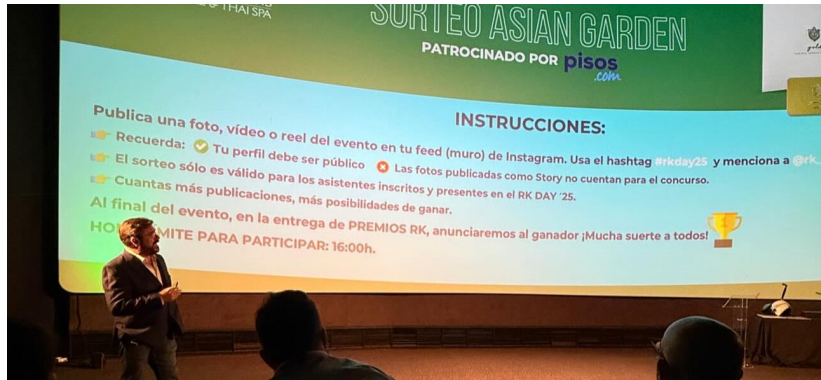 & THAI SPA
SORTEO ASIAN GARDEN
PATROCINADO POR pisos
.com
INSTRUCCIONES:
Publica una foto, vídeo o reel del evento en tu feed (muro) de Instagram. Usa el hashtag #rkday25 y menciona a @rk_
Recuerda: Tu perfil debe ser público Las fotos publicadas como Story no cuentan para el concurso.
El sorteo sólo es válido para los asistentes inscritos y presentes en el RK DAY '25.
Cuantas más publicaciones, más posibilidades de ganar.
Al final del evento, en la entrega de PREMIOS RK, anunciaremos al ganador ¡Mucha suerte a todos!
PARA PARTICIPAR: 16:00h.